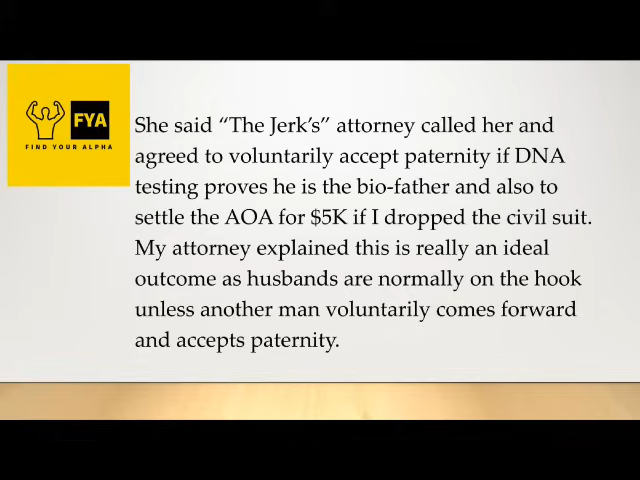 FYA
FIND YOUR ALPHA
She said “The Jerk’s” attorney called her and
agreed to voluntarily accept paternity if DNA
testing proves he is the bio-father and also to
settle the AOA for $5K if I dropped the civil suit.
My attorney explained this is really an ideal
outcome as husbands are normally on the hook
unless another man voluntarily comes forward
and accepts paternity.